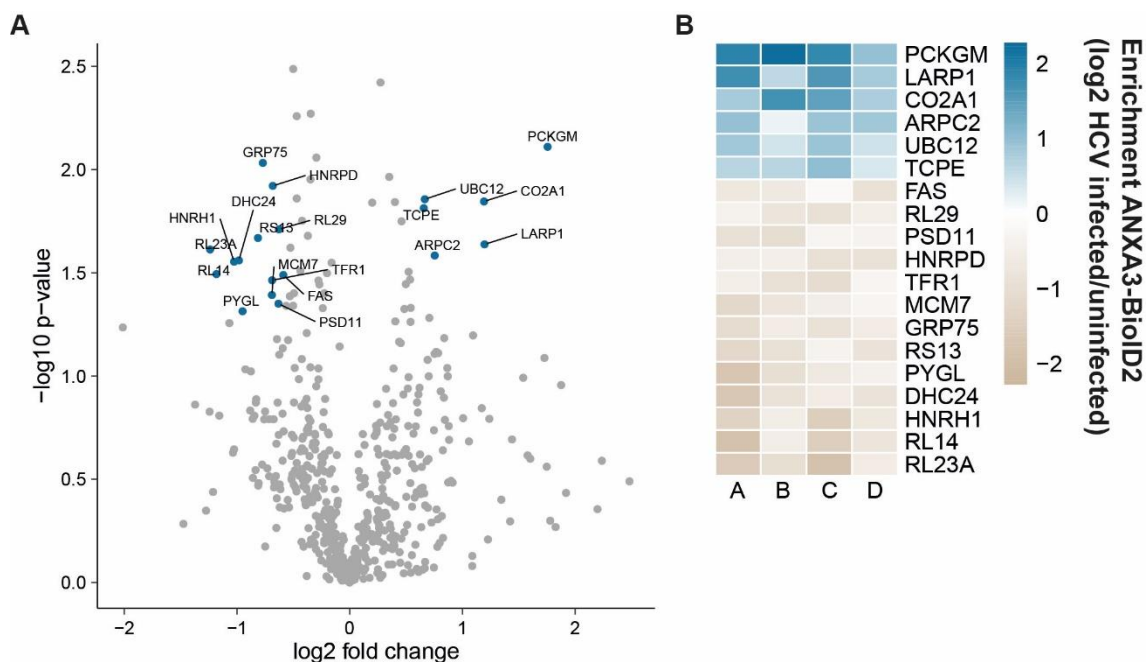 A
2.5
2.0
1.5
1.0
0.5
0.0
−log10 p-value
−2
−1
0
1
2
log2 fold change
PCKGM
GRP75
HNRPD
UBC12
CO2A1
DHC24
TCPE
HNRH1
RS13
RL29
LARP1
RL23A
ARPC2
MCM7
RL14
TFR1
PYGL
FAS
PSD11
B
PCKGM
LARP1
CO2A1
ARPC2
UBC12
TCPE
FAS
RL29
PSD11
HNRPD
TFR1
MCM7
GRP75
RS13
PYGL
DHC24
HNRH1
RL14
RL23A
A B C D
2
1
0
−1
−2
Enrichment ANXA3-BioID2
(log2 HCV infected/uninfected)